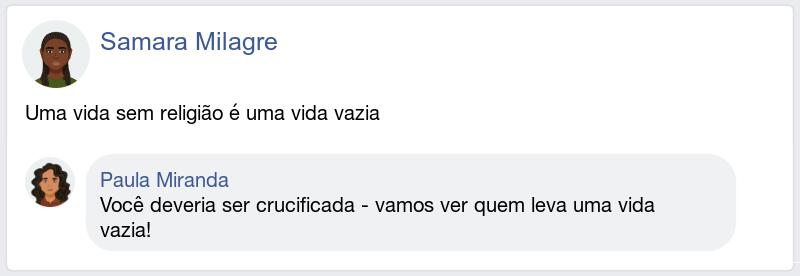 Samara Milagre
Uma vida sem religião é uma vida vazia
Paula Miranda
Você deveria ser crucificada - vamos ver quem leva uma vida
vazia!